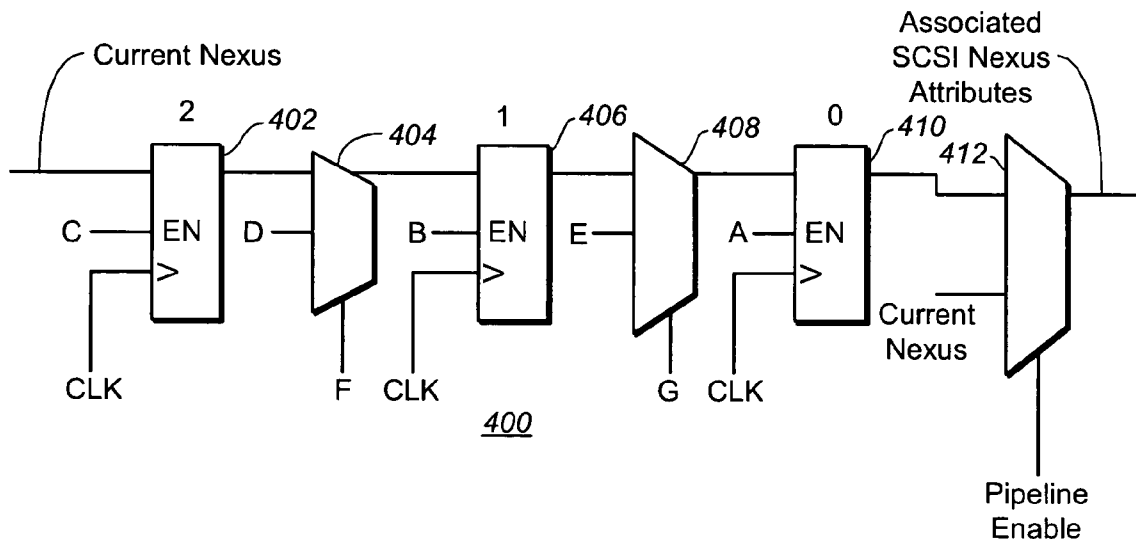 Current Nexus
Associated
SCSI Nexus
Attributes
2
402
404
1
406
408
0
410
412
C
EN
D
B
EN
E
A
EN
CLK
F
CLK
G
CLK
Current
Nexus
400
Pipeline
Enable